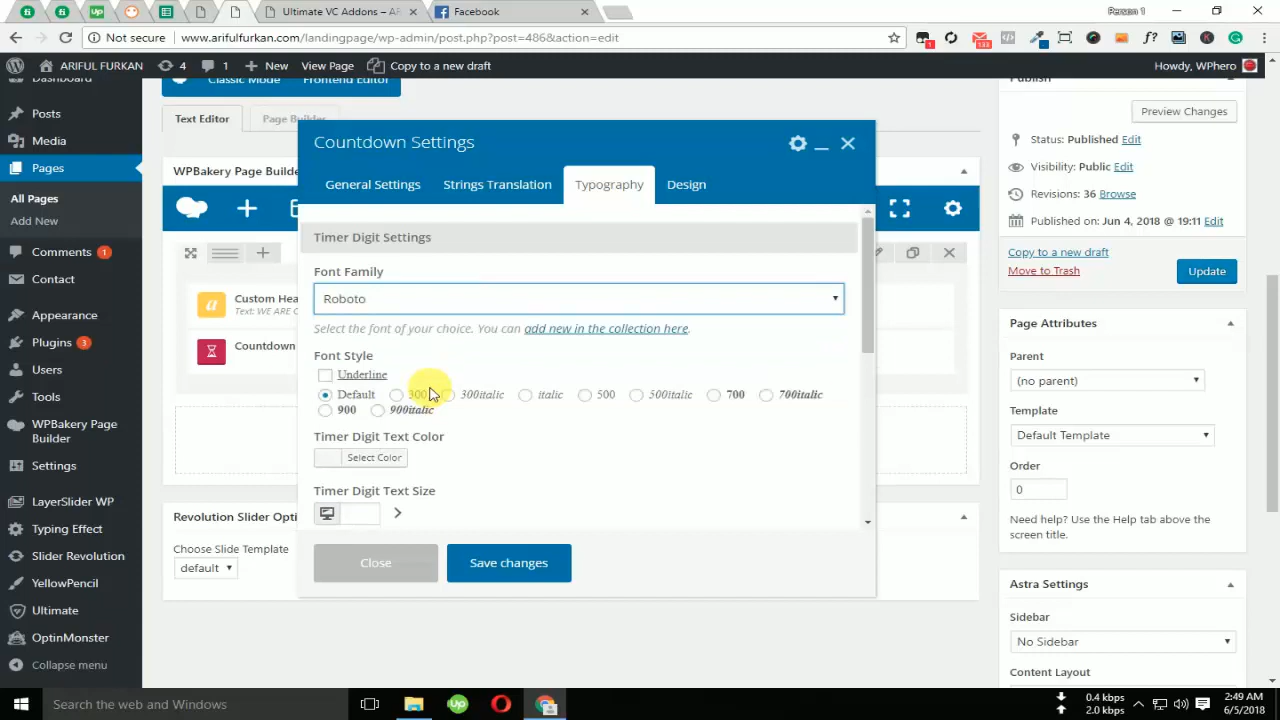 Ultimate VC Addons – AR
Facebook
Person 1
Not secure
www.arifulfurkan.com/landingpage/wp-admin/post.php?post=486&action=edit
1
133
ARIFUL FURKAN
4
1
New
View Page
Copy to a new draft
Howdy, WPhero
Dashboard
Posts
Media
Pages
All Pages
Add New
Comments 1
Contact
Appearance
Plugins 3
Users
Tools
WPBakery Page
Builder
Settings
LayerSlider WP
Typing Effect
Slider Revolution
YellowPencil
Ultimate
OptinMonster
Collapse menu
Classic Mode
Frontend Editor
Text Editor
Page Builder
WPBakery Page Builde
Custom Hea
Text: WE ARE C
Countdown
Revolution Slider Opti
Choose Slide Template
default
Countdown Settings
General Settings
Strings Translation
Typography
Design
Timer Digit Settings
Font Family
Roboto
Select the font of your choice. You can add new in the collection here.
Font Style
Underline
Default 300 300italic italic 500 500italic 700 700italic
900 900italic
Timer Digit Text Color
Select Color
Timer Digit Text Size
Close
Save changes
Publish
Preview Changes
Status: Published Edit
Visibility: Public Edit
Revisions: 36 Browse
Published on: Jun 4, 2018 @ 19:11 Edit
Copy to a new draft
Move to Trash
Update
Page Attributes
Parent
(no parent)
Template
Default Template
Order
0
Need help? Use the Help tab above the
screen title.
Astra Settings
Sidebar
No Sidebar
Content Layout
Search the web and Windows
0.4 kbps
2.0 kbps
2:49 AM
6/5/2018